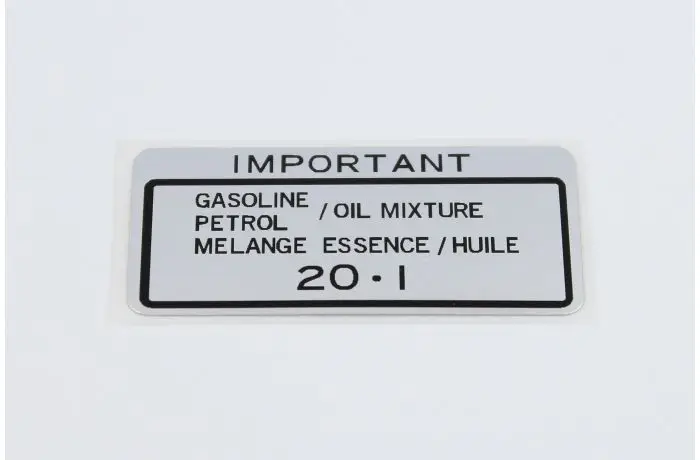 IMPORTANT
GASOLINE
PETROL / OIL MIXTURE
MELANGE ESSENCE / HUILE
20·1